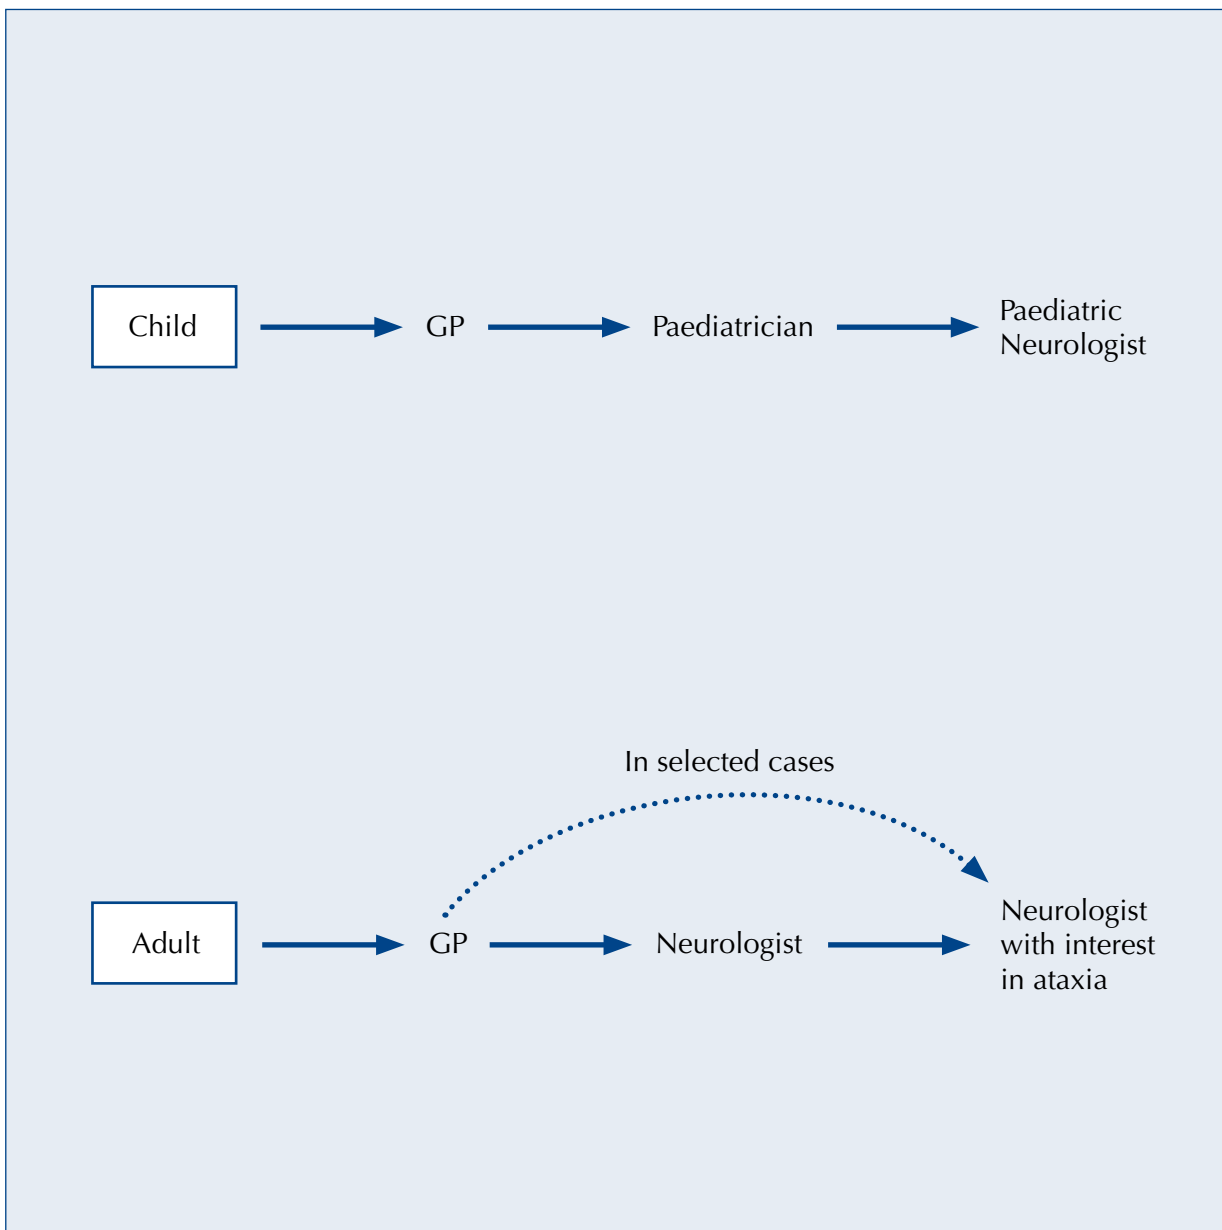 Child
GP
Paediatrician
Paediatric
Neurologist
In selected cases
Adult
GP
Neurologist
Neurologist
with interest
in ataxia